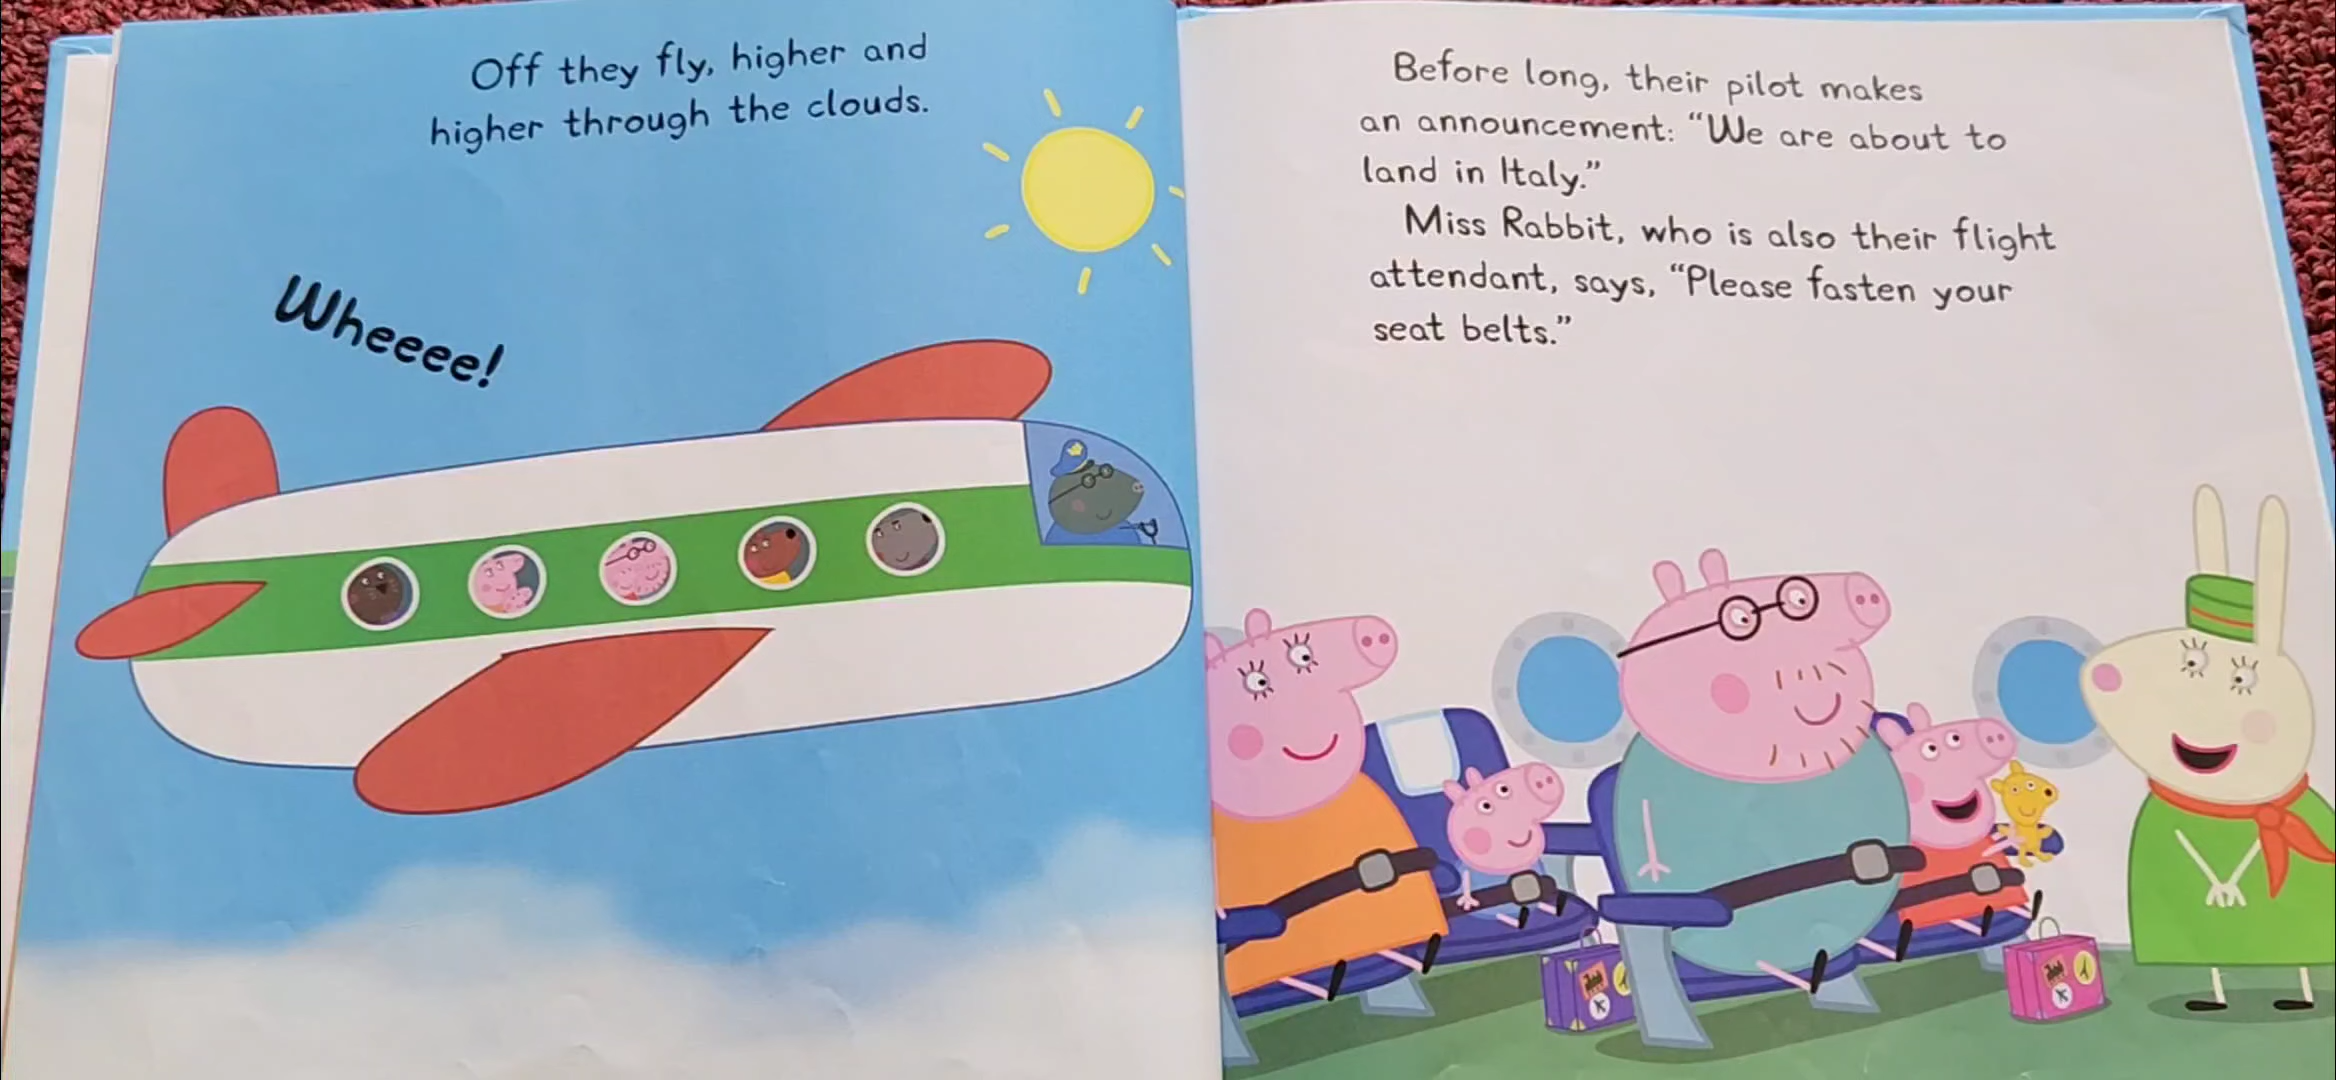 Off they fly, higher and
higher through the clouds.
Wheeee!
Before long, their pilot makes
an announcement: “We are about to
land in Italy.”
Miss Rabbit, who is also their flight
attendant, says, “Please fasten your
seat belts.”